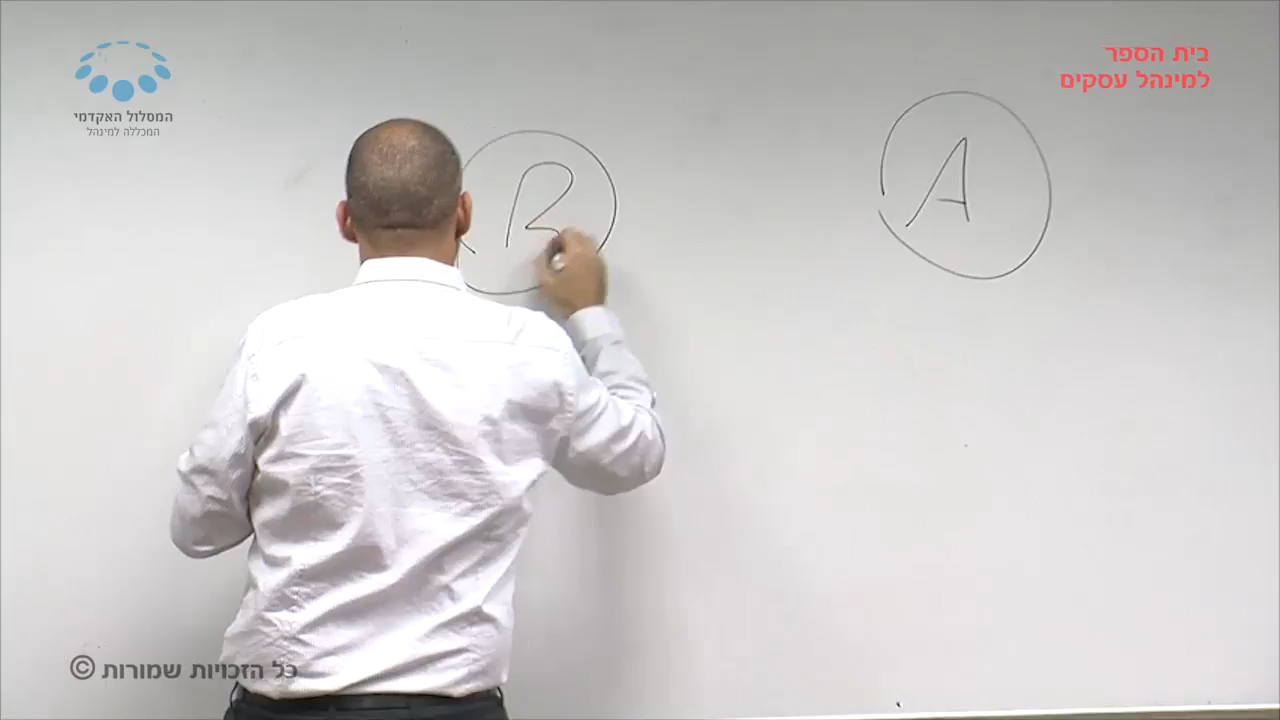 בית הספר
למינהל עסקים
המסלול האקדמי
המכללה למינהל
A
B
כל הזכויות שמורות ©